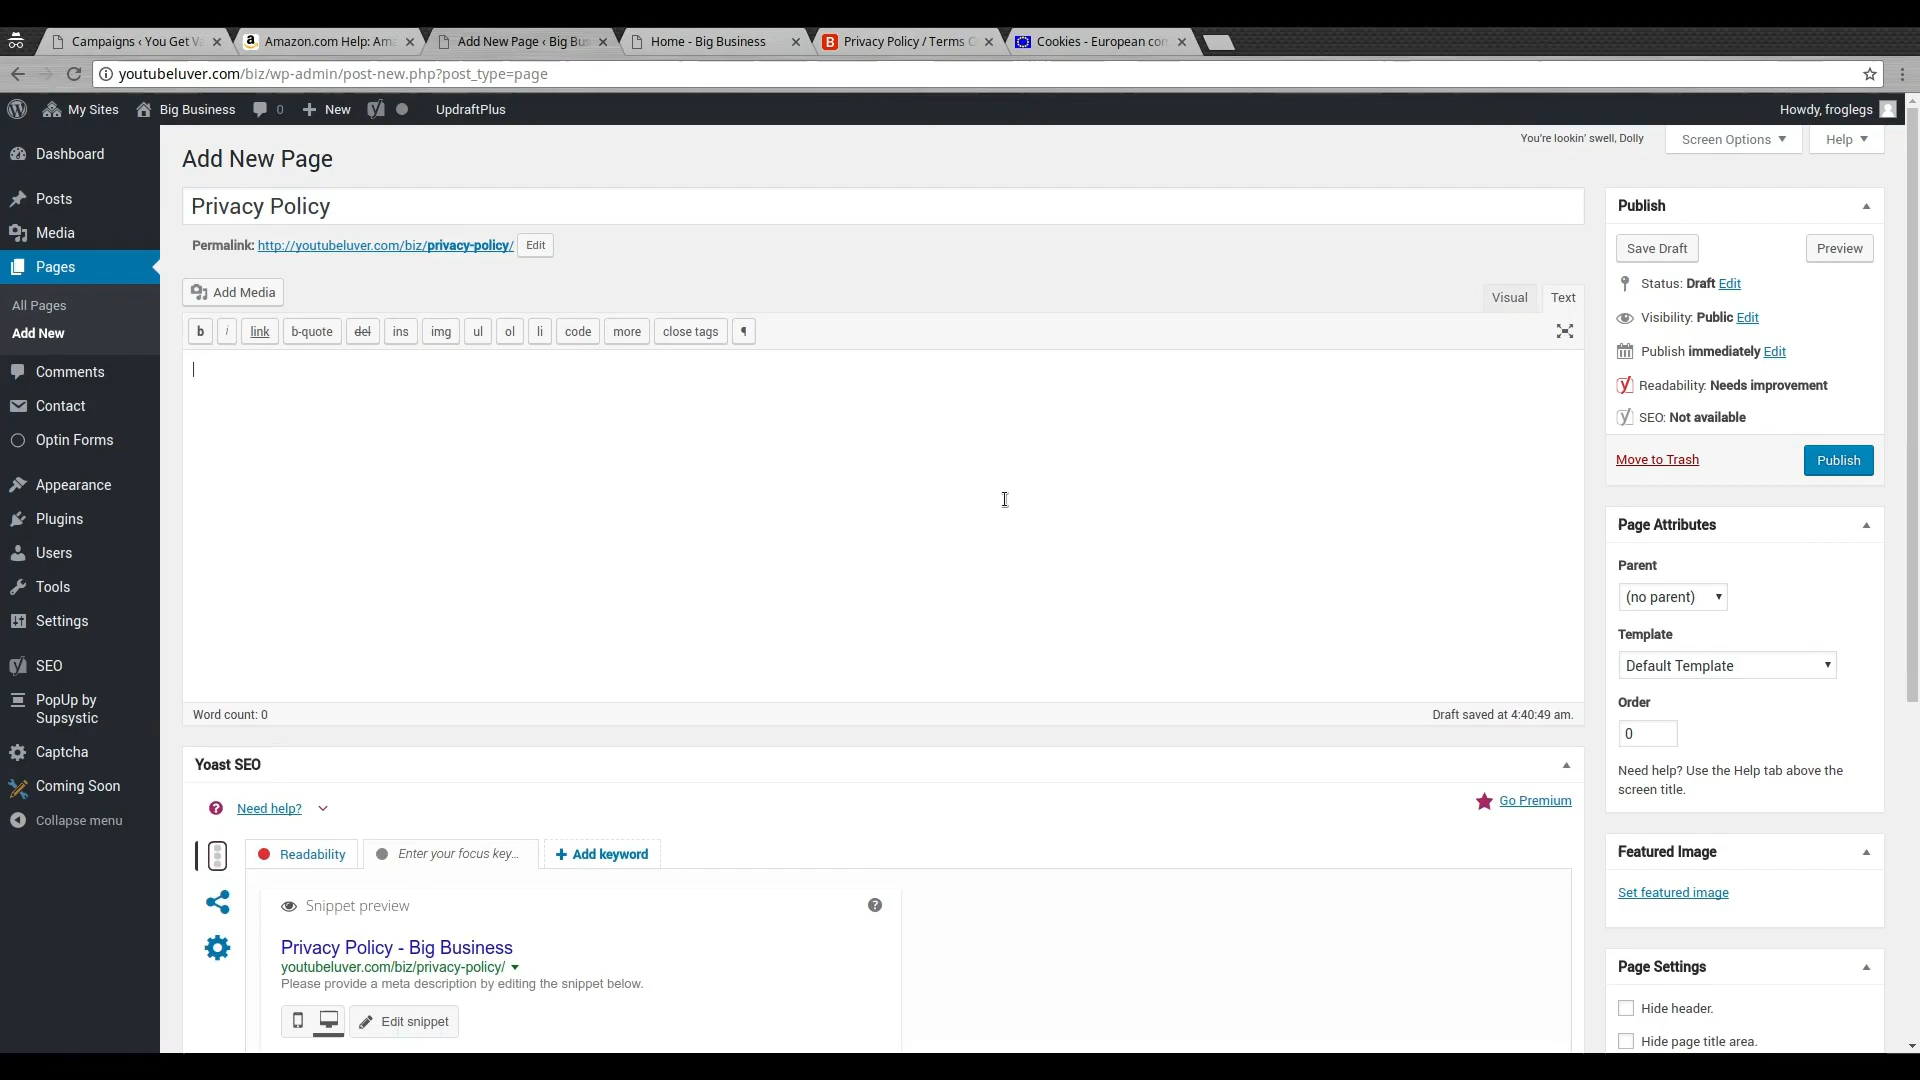 Campaigns ‹ You Get Va
Amazon.com Help: Ama
Add New Page ‹ Big Bus
Home - Big Business
Privacy Policy / Terms C
Cookies - European com
youtubeluver.com/biz/wp-admin/post-new.php?post_type=page
My Sites
Big Business
0
New
UpdraftPlus
Howdy, froglegs
Dashboard
Posts
Media
Pages
All Pages
Add New
Comments
Contact
Optin Forms
Appearance
Plugins
Users
Tools
Settings
SEO
PopUp by
Supsystic
Captcha
Coming Soon
Collapse menu
You're lookin' swell, Dolly
Screen Options
Help
Add New Page
Privacy Policy
Permalink: http://youtubeluver.com/biz/privacy-policy/ Edit
Add Media
Visual Text
b i link b-quote del ins img ul ol li code more close tags ¶
Word count: 0
Draft saved at 4:40:49 am.
Yoast SEO
Need help?
Go Premium
Readability
Enter your focus key...
Add keyword
Snippet preview
Privacy Policy - Big Business
youtubeluver.com/biz/privacy-policy/
Please provide a meta description by editing the snippet below.
Edit snippet
Publish
Save Draft
Preview
Status: Draft Edit
Visibility: Public Edit
Publish immediately Edit
Readability: Needs improvement
SEO: Not available
Move to Trash
Publish
Page Attributes
Parent
(no parent)
Template
Default Template
Order
0
Need help? Use the Help tab above the
screen title.
Featured Image
Set featured image
Page Settings
Hide header.
Hide page title area.